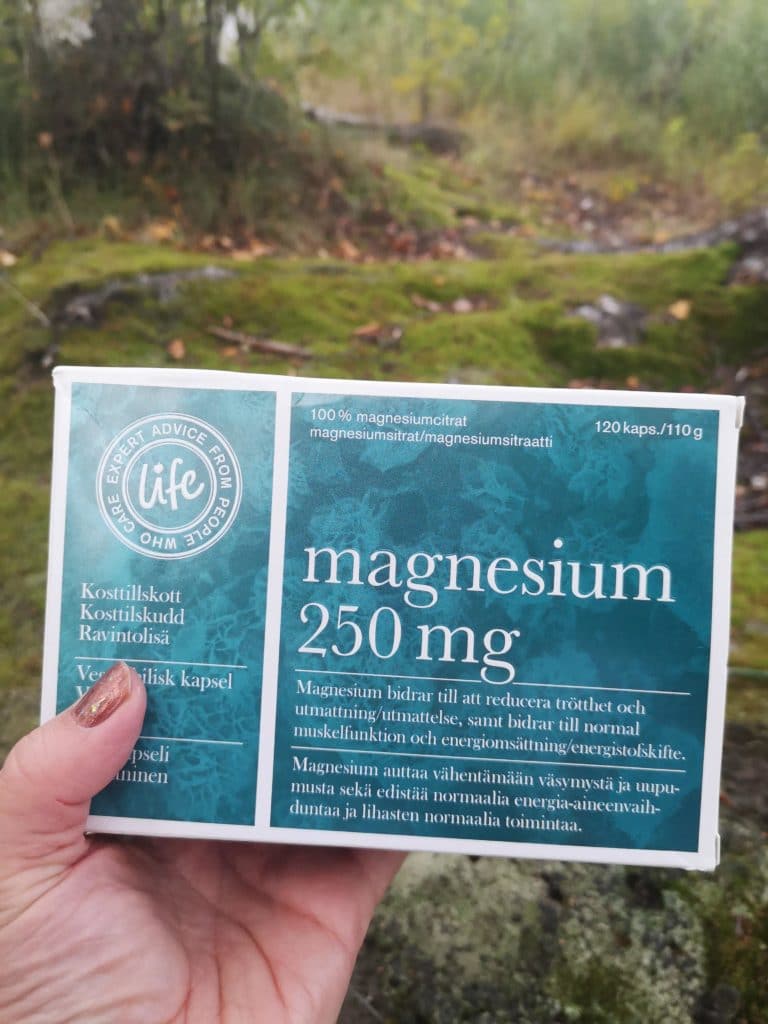 EXPERT ADVICE FROM PEOPLE WHO CARE
life
Kosttillskott
Kosttilskudd
Ravintolisä
kapsel
100% magnesiumcitrat
magnesiumsitrat/magnesiumsitraatti
120 kaps./110 g
magnesium
250 mg
Magnesium bidrar till att reducera trötthet och
utmattning/utmattelse, samt bidrar till normal
muskelfunktion och energiomsättning/energistofskifte.
Magnesium auttaa vähentämään väsymystä ja uupu-
musta sekä edistää normaalia energia-aineenvaih-
duntaa ja lihasten normaalia toimintaa.